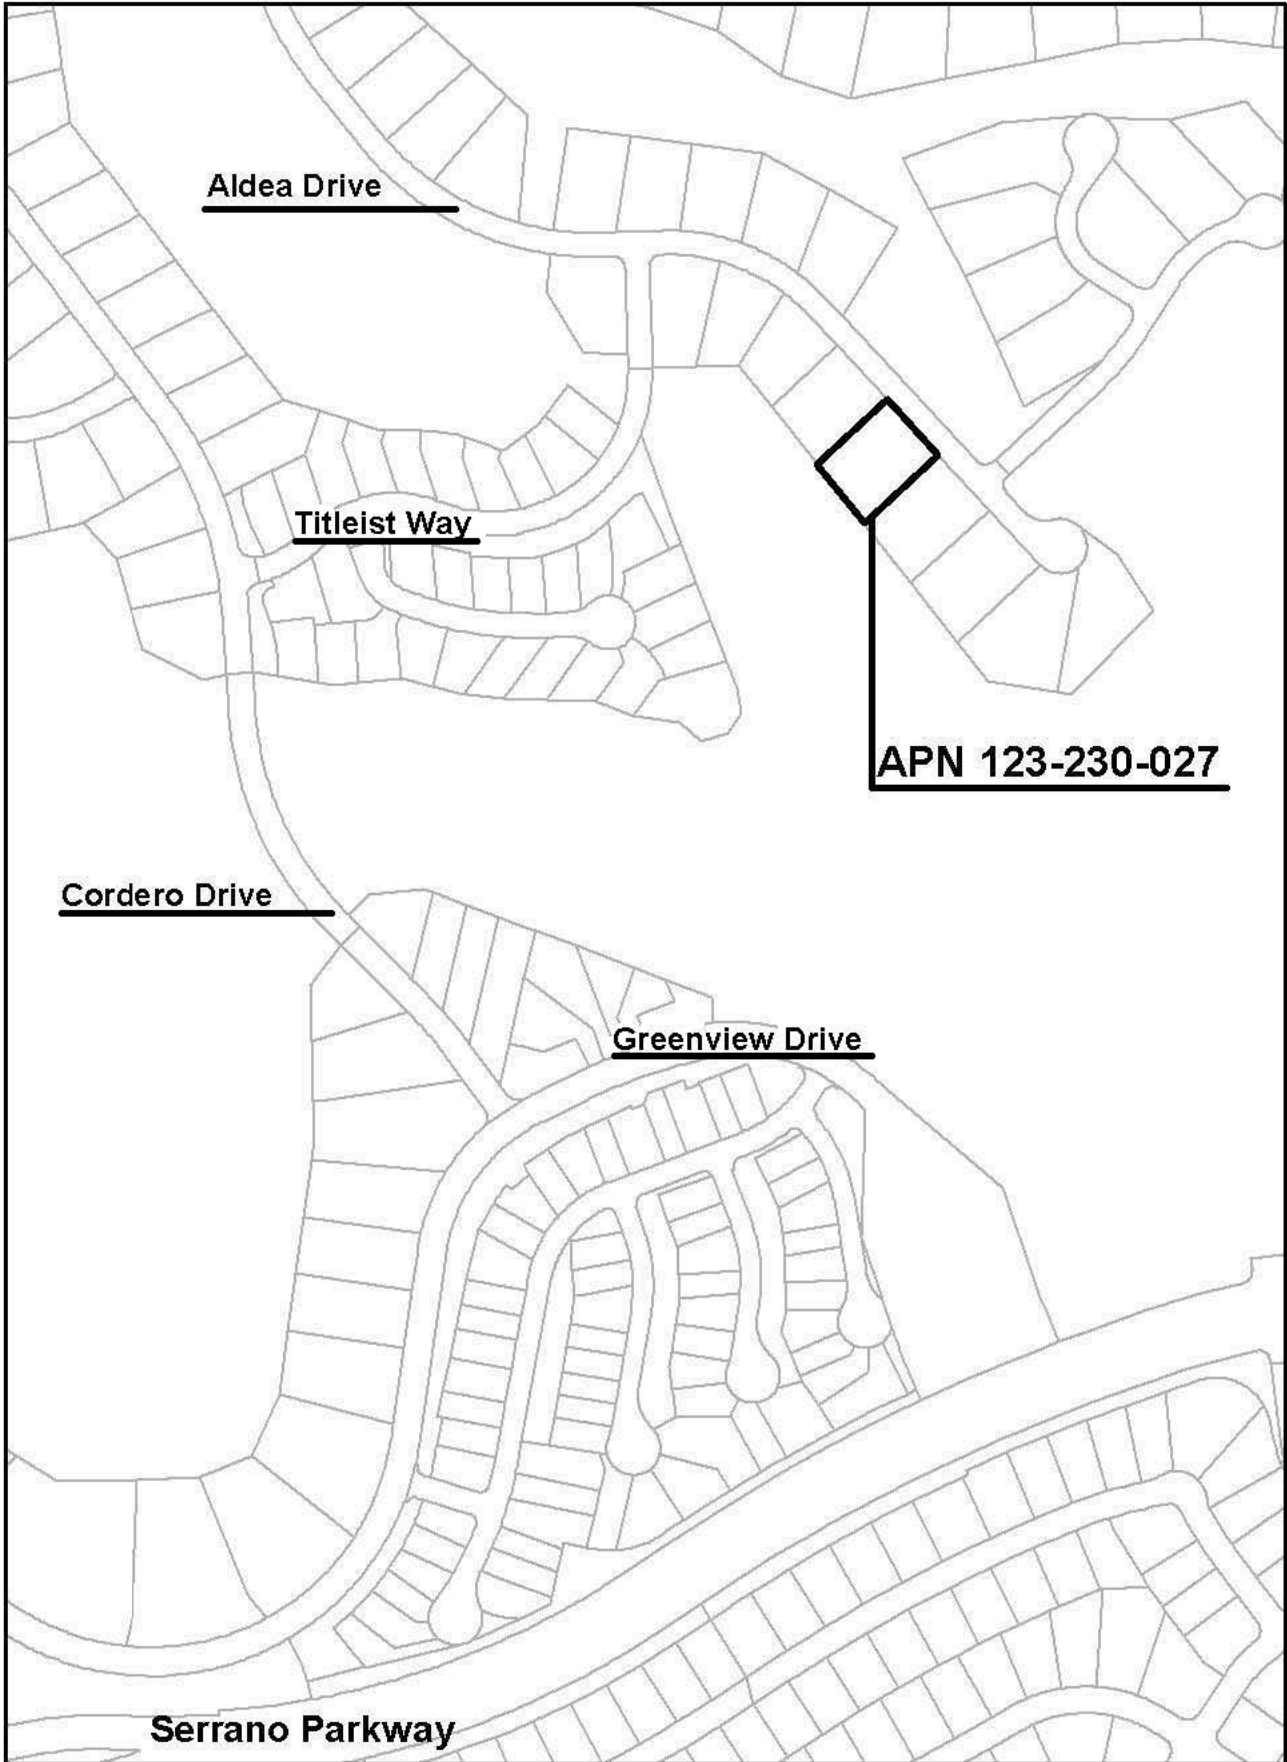 Aldea Drive
Titleist Way
APN 123-230-027
Cordero Drive
Greenview Drive
Serrano Parkway